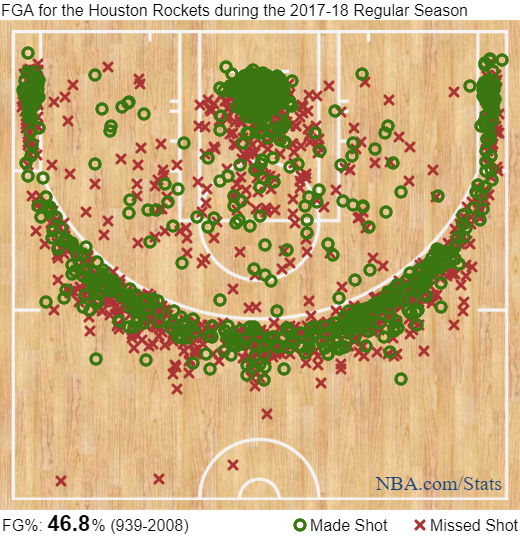 FGA for the Houston Rockets during the 2017-18 Regular Season
NBA.com/Stats
FG%: 46.8% (939-2008) Made Shot Missed Shot